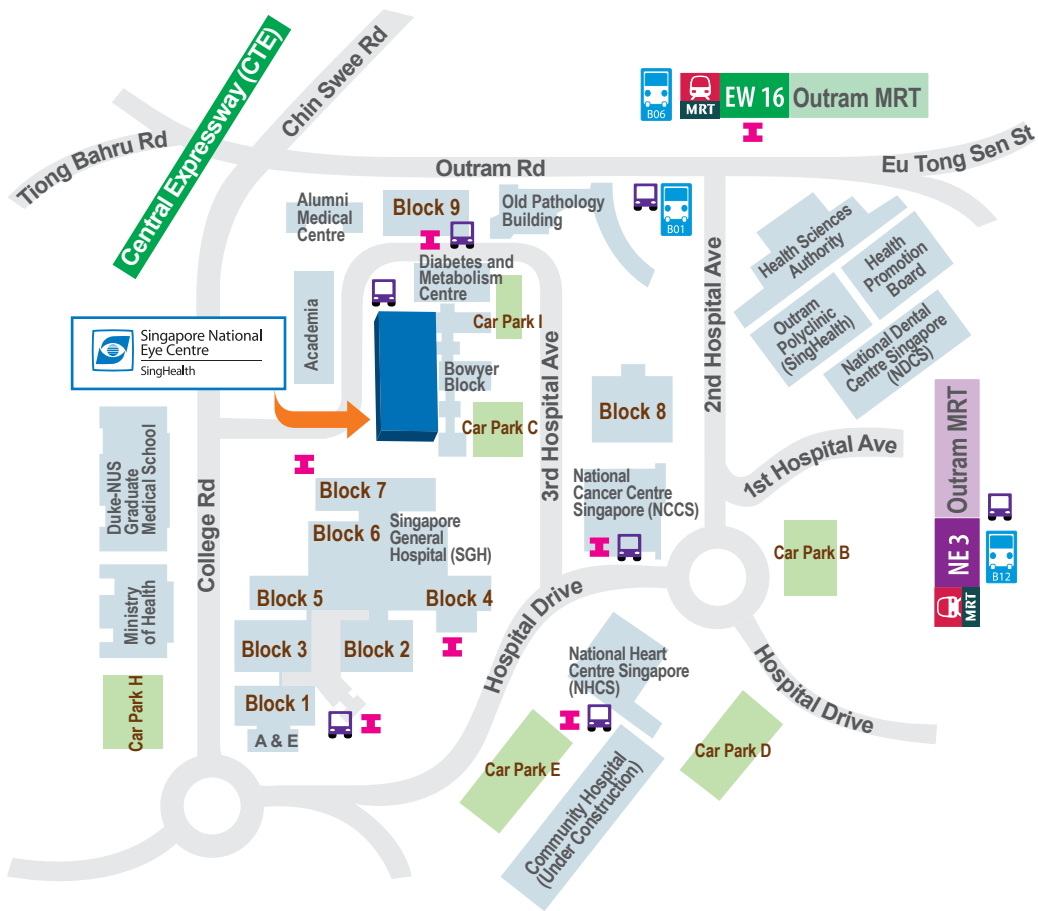 Central Expressway (CTE)
Chin Swee Rd
Tiong Bahru Rd
B06
MRT
EW 16
Outram MRT
Outram Rd
Eu Tong Sen St
Alumni
Medical
Centre
Block 9
Old Pathology
Building
B01
Health Sciences
Authority
Health
Promotion
Board
Outram
Polyclinic
(SingHealth)
National Dental
Centre Singapore
(NDCS)
2nd Hospital Ave
Diabetes and
Metabolism
Centre
Car Park I
Academia
Singapore National
Eye Centre
SingHealth
Bowyer
Block
Car Park C
3rd Hospital Ave
Block 8
Outram MRT
NE 3
MRT
B12
1st Hospital Ave
Duke-NUS
Graduate
Medical School
College Rd
Block 7
Block 6
Singapore
General
Hospital (SGH)
National
Cancer Centre
Singapore (NCCS)
Car Park B
Ministry
of Health
Block 5
Block 4
Block 3
Block 2
Hospital Drive
National Heart
Centre Singapore
(NHCS)
Hospital Drive
Car Park H
Block 1
A & E
Car Park E
Car Park D
Community Hospital
(Under Construction)